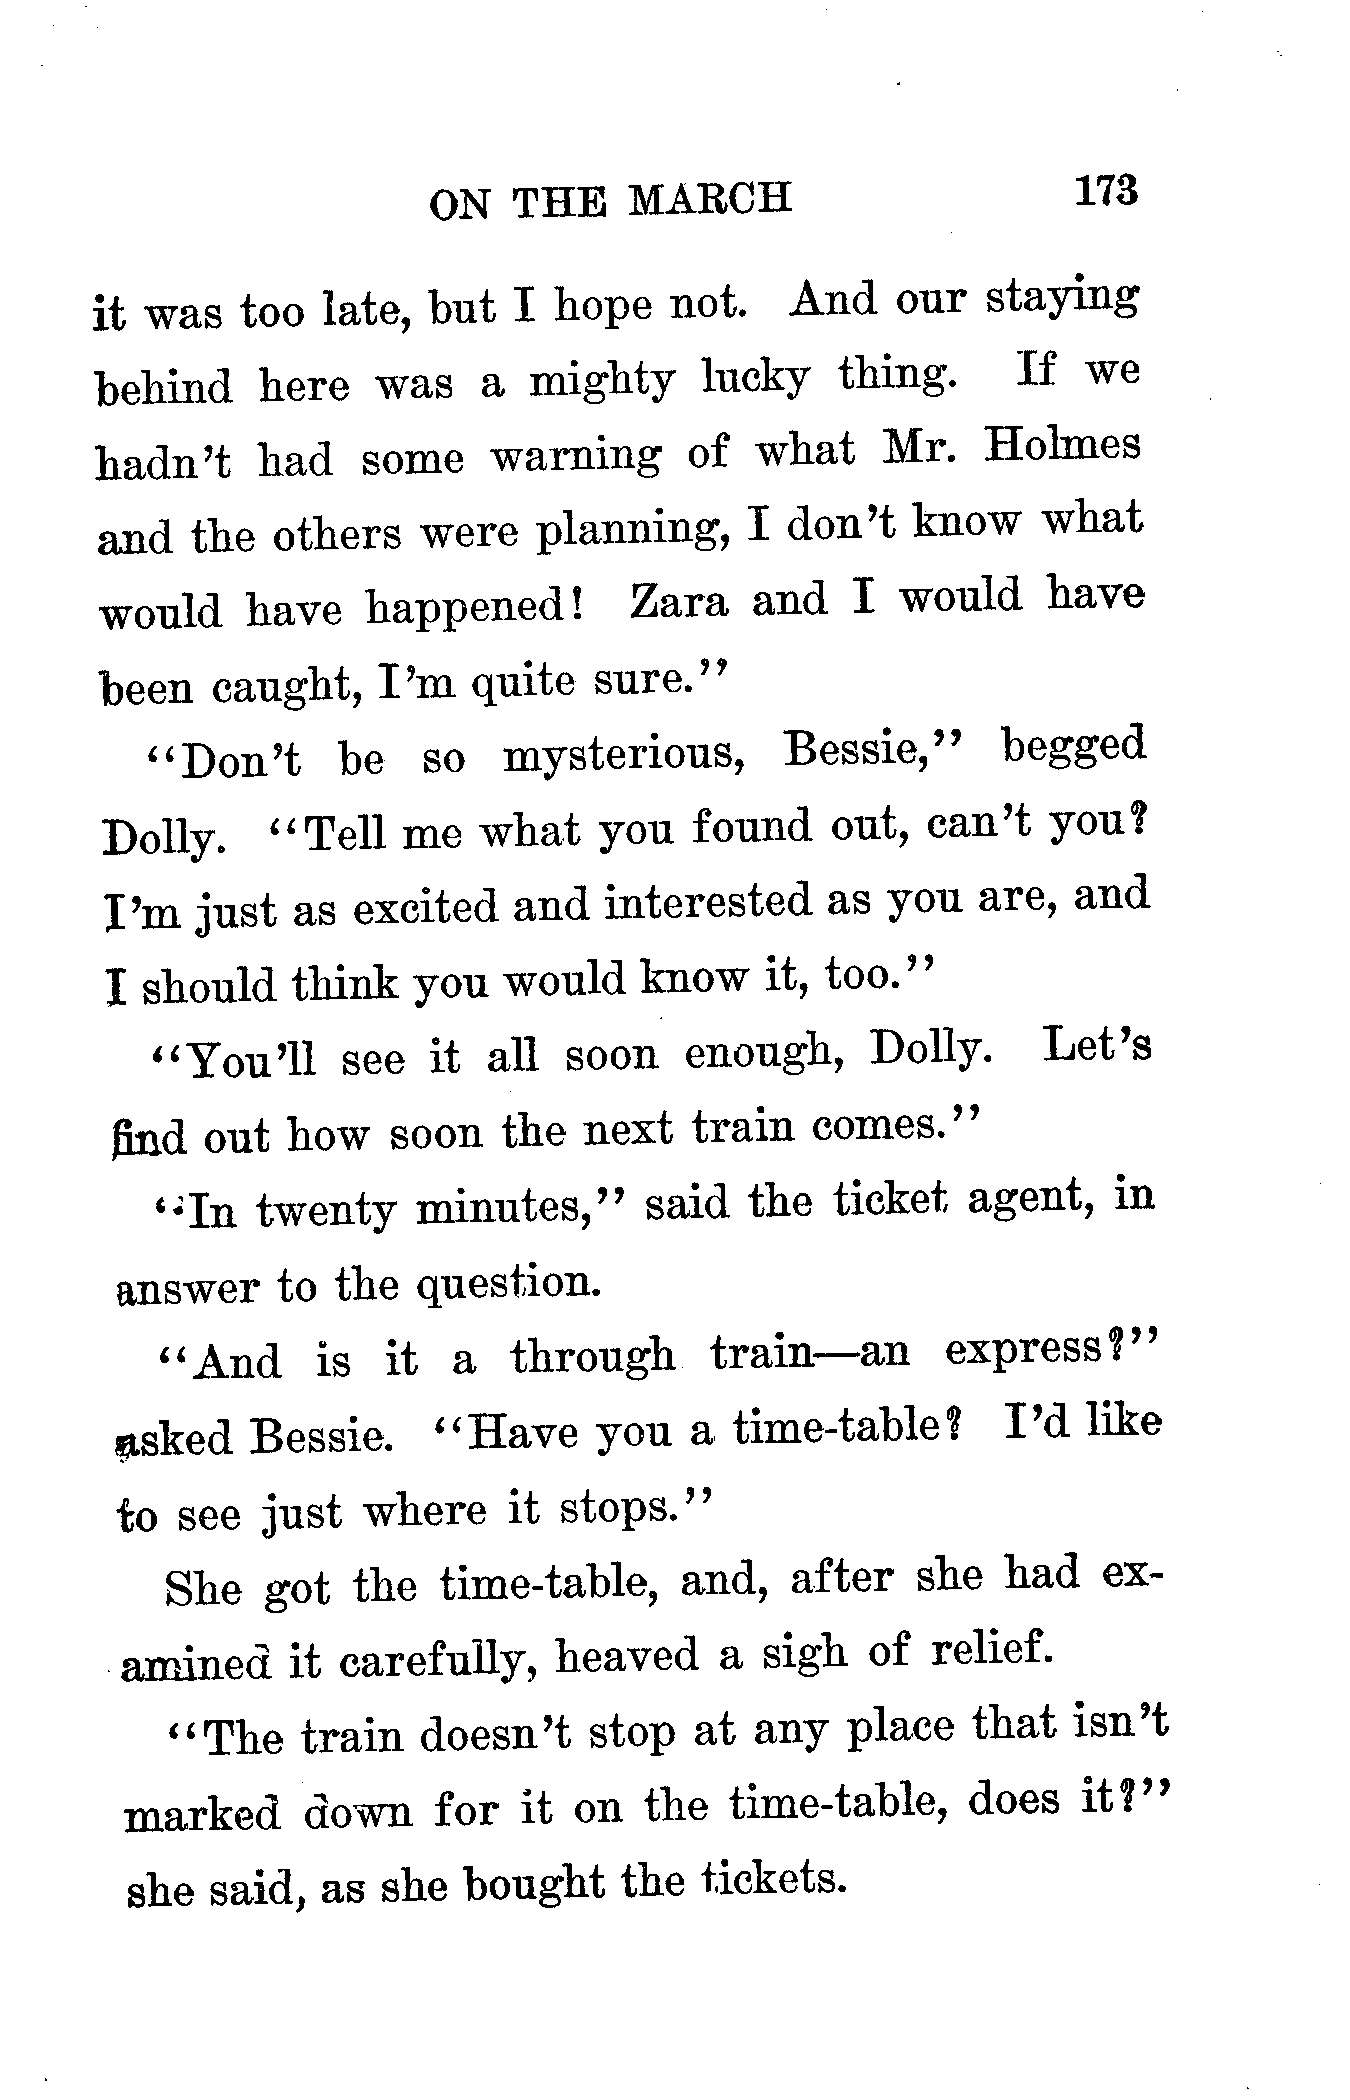 ON THE MARCH 173
it was too late, but I hope not. And our staying
behind here was a mighty lucky thing. If we
hadn't had some warning of what Mr. Holmes
and the others were planning, I don't know what
would have happened! Zara and I would have
been caught, I'm quite sure."
"Don't be so mysterious, Bessie," begged
Dolly. "Tell me what you found out, can't you?
I'm just as excited and interested as you are, and
I should think you would know it, too."
"You'll see it all soon enough, Dolly. Let's
find out how soon the next train comes."
"In twenty minutes," said the ticket agent, in
answer to the question.
"And is it a through train—an express?"
asked Bessie. "Have you a time-table? I'd like
to see just where it stops."
She got the time-table, and, after she had ex-
amined it carefully, heaved a sigh of relief.
"The train doesn't stop at any place that isn't
marked down for it on the time-table, does it?"
she said, as she bought the tickets.